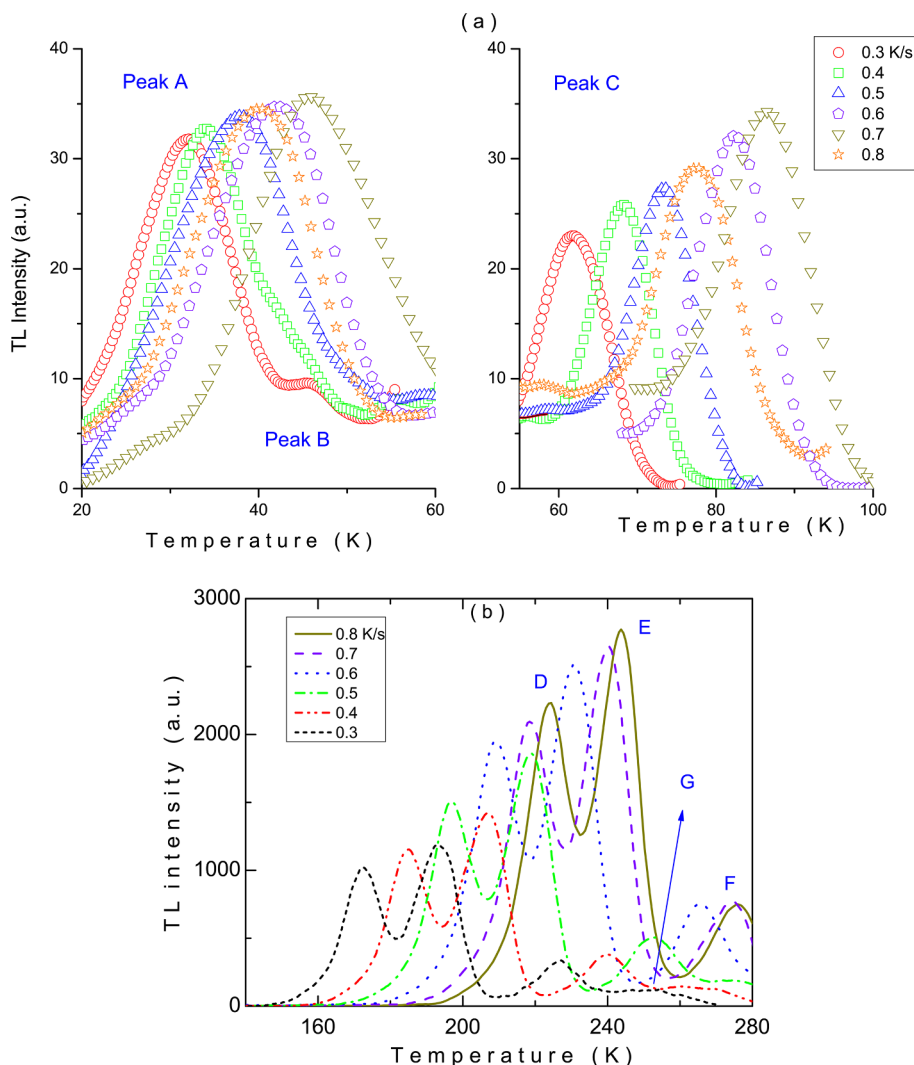 (a)
Peak A
Peak B
TL Intensity (a.u.)
0
10
20
30
40
20
40
60
Temperature (K)
Peak C
0
10
20
30
40
60
80
100
Temperature (K)
0.3 K/s
0.4
0.5
0.6
0.7
0.8
(b)
0.8 K/s
0.7
0.6
0.5
0.4
0.3
D
E
G
F
TL intensity (a.u.)
3000
2000
1000
0
160
200
240
280
Temperature (K)